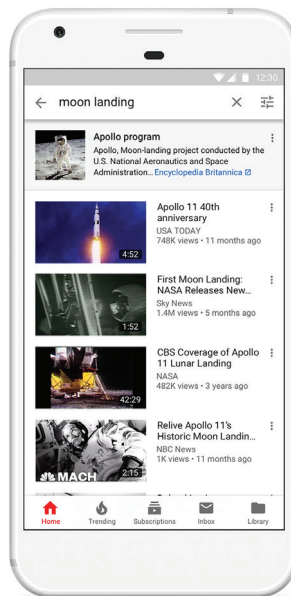 12:30
moon landing
Apollo program
Apollo, Moon-landing project conducted by the
U.S. National Aeronautics and Space
Administration... Encyclopedia Britannica
Apollo 11 40th
anniversary
USA TODAY
748K views • 11 months ago
4:52
First Moon Landing:
NASA Releases New...
Sky News
1.4M views • 5 months ago
1:52
CBS Coverage of Apollo
11 Lunar Landing
NASA
482K views • 3 years ago
42:29
Relive Apollo 11's
Historic Moon Landin...
NBC News
1K views • 11 months ago
MACH
2:15
Home
Trending
Subscriptions
Inbox
Library